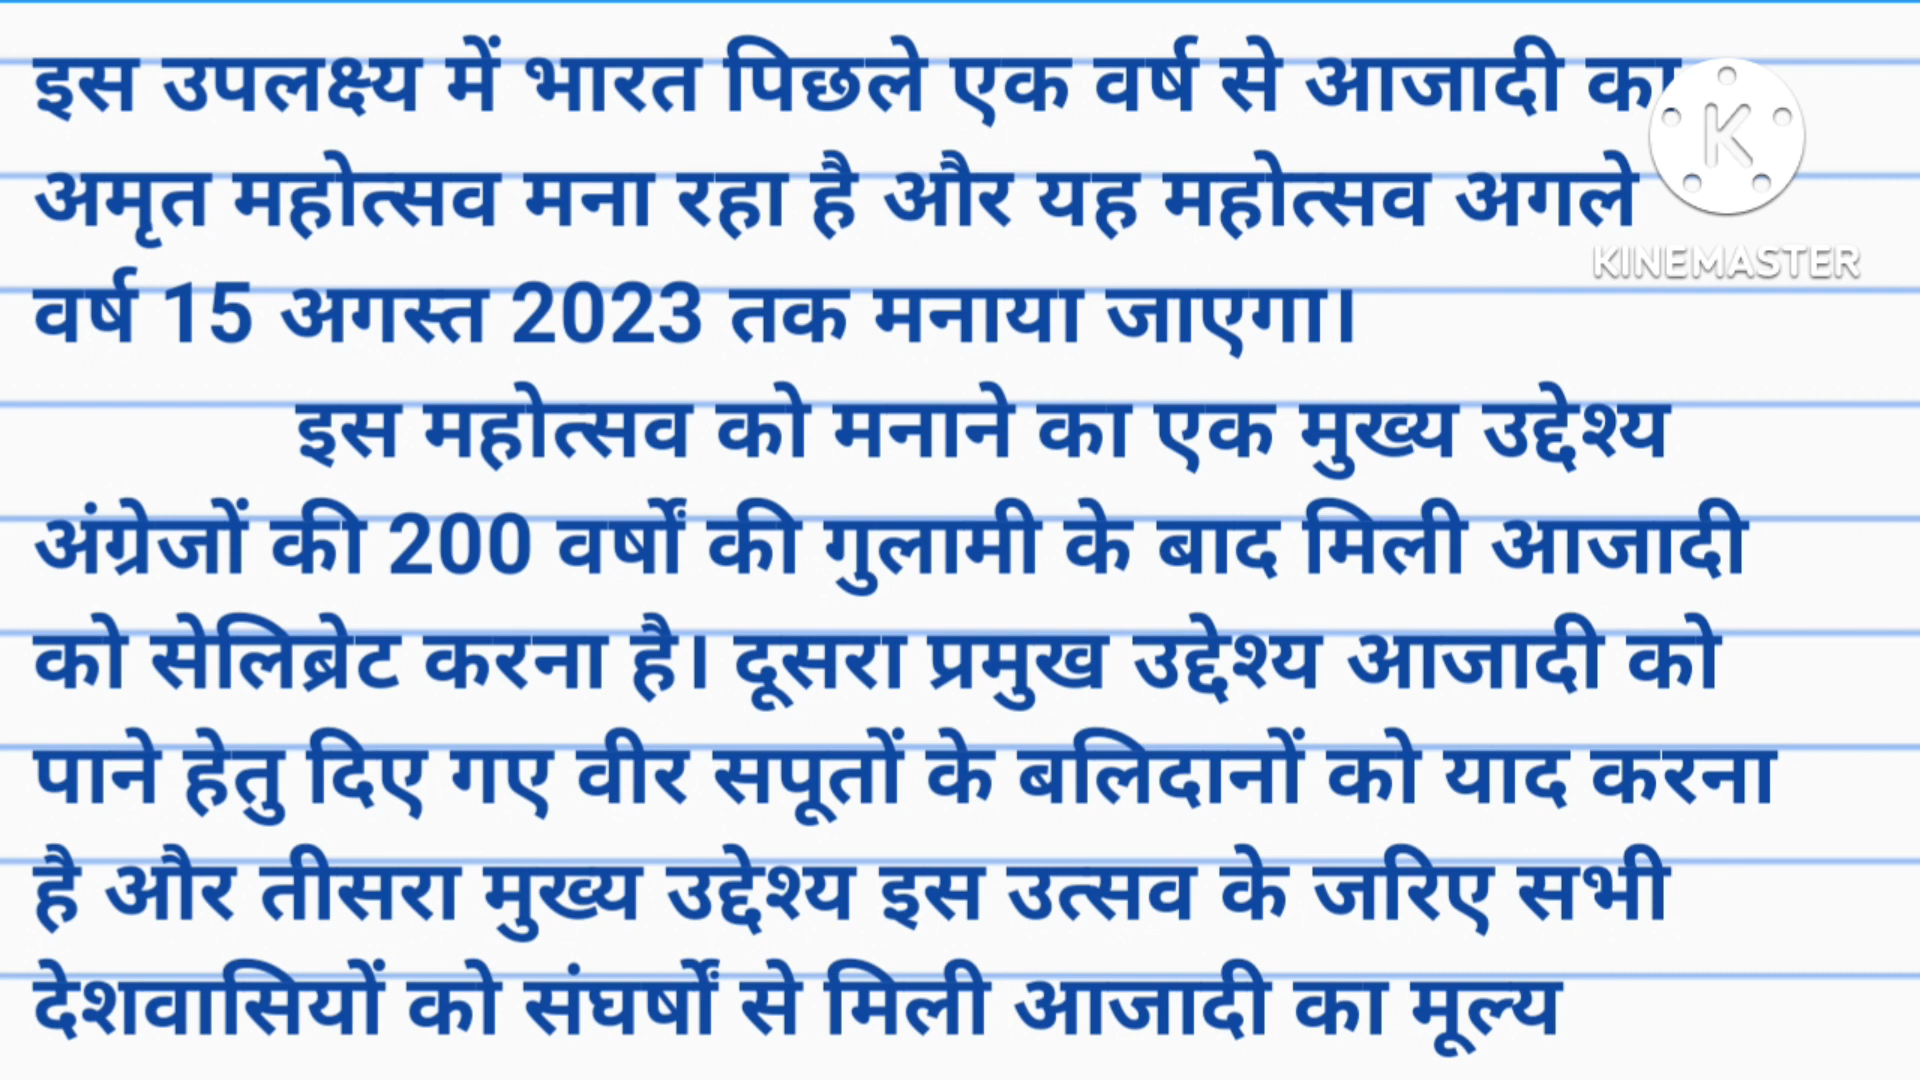 इस उपलक्ष्य में भारत पिछले एक वर्ष से आजादी का
अमृत महोत्सव मना रहा है और यह महोत्सव अगले
वर्ष 15 अगस्त 2023 तक मनाया जाएगा।
इस महोत्सव को मनाने का एक मुख्य उद्देश्य
अंग्रेजों की 200 वर्षों की गुलामी के बाद मिली आजादी
को सेलिब्रेट करना है। दूसरा प्रमुख उद्देश्य आजादी को
पाने हेतु दिए गए वीर सपूतों के बलिदानों को याद करना
है और तीसरा मुख्य उद्देश्य इस उत्सव के जरिए सभी
देशवासियों को संघर्षों से मिली आजादी का मूल्य
K
KINEMASTER